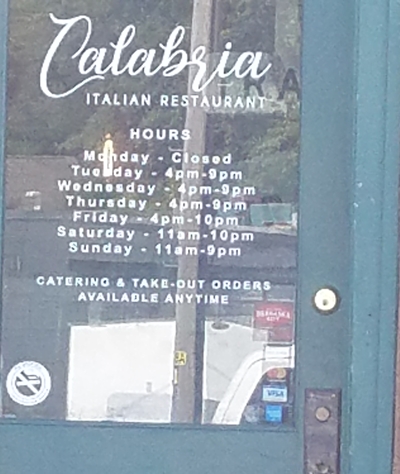 Calabria
ITALIAN RESTAURANT
HOURS
Monday - Closed
Tuesday - 4pm-9pm
Wednesday - 4pm-9pm
Thursday - 4pm-9pm
Friday - 4pm-10pm
Saturday - 11am-10pm
Sunday - 11am-9pm
CATERING & TAKE-OUT ORDERS
AVAILABLE ANYTIME
VISA